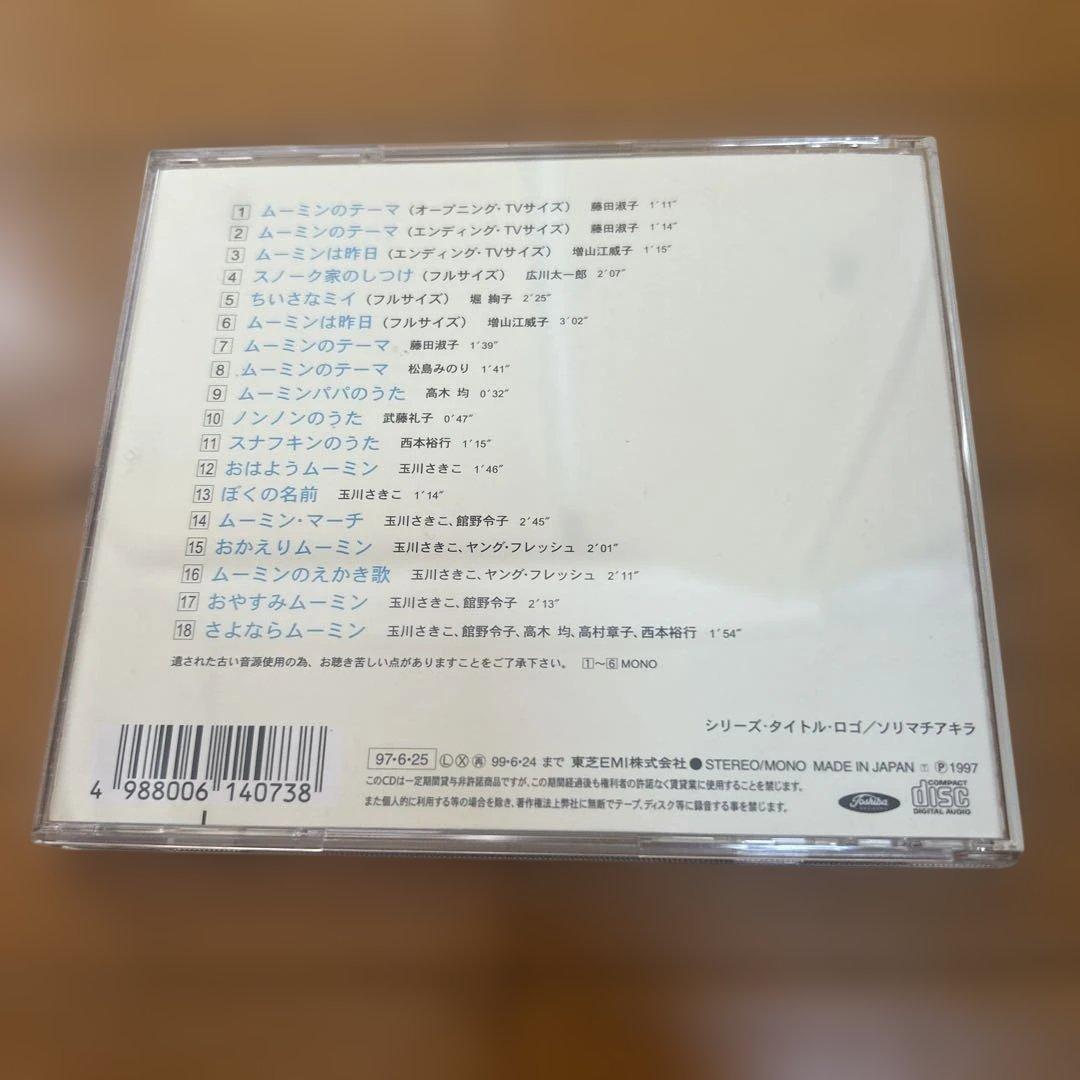 1 ムーミンのテーマ (オープニング・TVサイズ) 藤田淑子 1'11"
2 ムーミンのテーマ (エンディング・TVサイズ) 藤田淑子 1'14"
3 ムーミンは昨日 (エンディング・TVサイズ) 増山江威子 1'15"
4 スノーク家のしつけ (フルサイズ) 広川太一郎 2'07"
5 ちいさなミイ (フルサイズ) 堀 絢子 2'25"
6 ムーミンは昨日 (フルサイズ) 増山江威子 3'02"
7 ムーミンのテーマ 藤田淑子 1'39"
8 ムーミンのテーマ 松島みのり 1'41"
9 ムーミンパパのうた 高木 均 0'32"
10 ノンノンのうた 武藤礼子 0'47"
11 スナフキンのうた 西本裕行 1'15"
12 おはようムーミン 玉川さきこ 1'46"
13 ぼくの名前 玉川さきこ 1'14"
14 ムーミン・マーチ 玉川さきこ、館野令子 2'45"
15 おかえりムーミン 玉川さきこ、ヤング・フレッシュ 2'01"
16 ムーミンのえかき歌 玉川さきこ、ヤング・フレッシュ 2'11"
17 おやすみムーミン 玉川さきこ、館野令子 2'13"
18 さよならムーミン 玉川さきこ、館野令子、高木 均、高村章子、西本裕行 1'54"
遺された古い音源使用の為、お聴き苦しい点がありますことをご了承下さい。 1〜6 MONO
シリーズ・タイトル・ロゴ／ソリマチアキラ
97・6・25 Ⓛ Ⓧ ㊢ 99・6・24 まで 東芝EMI株式会社 ● STEREO/MONO MADE IN JAPAN Ⓣ Ⓟ 1997
このCDは一定期間貸与非許諾商品ですが、この期間経過後も権利者の許諾なく賃貸業に使用することを禁じます。
また個人的に利用する等の場合を除き、著作権法上弊社に無断でテープ、ディスク等に録音する事を禁じます。
4 988006 140738
Toshiba
COMPACT
disc
DIGITAL AUDIO